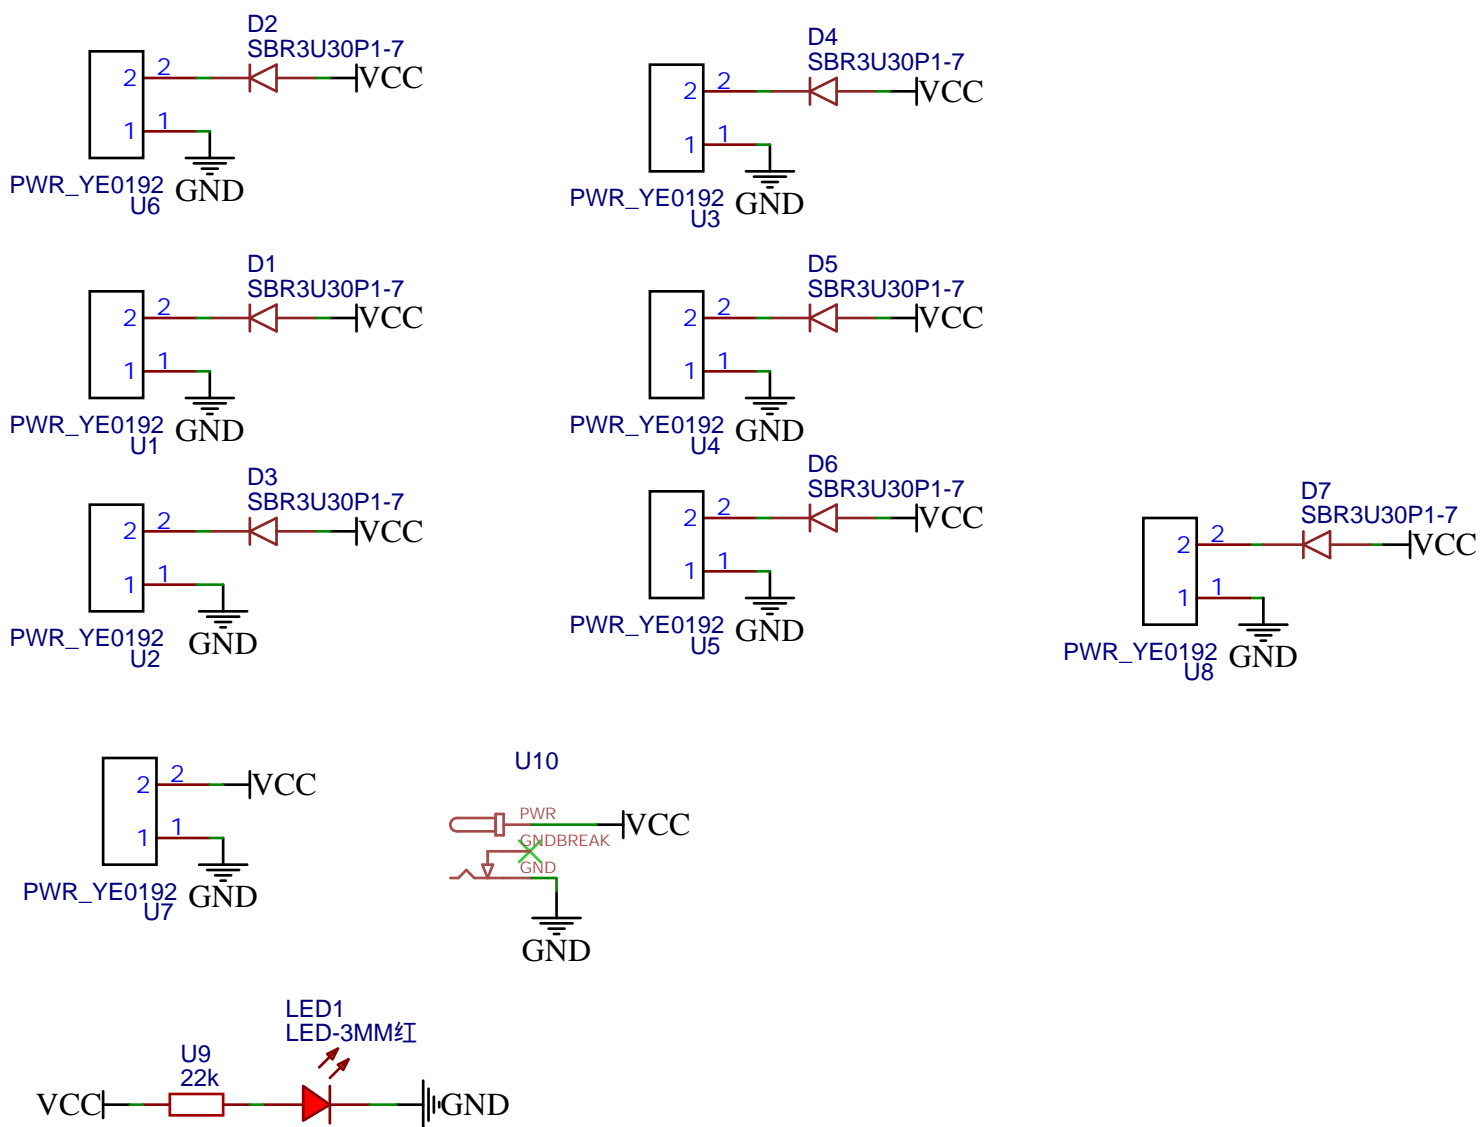 D2
SBR3U30P1-7
2 2 VCC
1 1
PWR_YE0192 GND
U6
D4
SBR3U30P1-7
2 2 VCC
1 1
PWR_YE0192 GND
U3
D1
SBR3U30P1-7
2 2 VCC
1 1
PWR_YE0192 GND
U1
D5
SBR3U30P1-7
2 2 VCC
1 1
PWR_YE0192 GND
U4
D3
SBR3U30P1-7
2 2 VCC
1 1
PWR_YE0192 GND
U2
D6
SBR3U30P1-7
2 2 VCC
1 1
PWR_YE0192 GND
U5
D7
SBR3U30P1-7
2 2 VCC
1 1
PWR_YE0192 GND
U8
2 2 VCC
1 1
PWR_YE0192 GND
U7
U10
PWR VCC
GNDBREAK
GND
GND
LED1
LED-3MM红
U9
22k
VCC GND